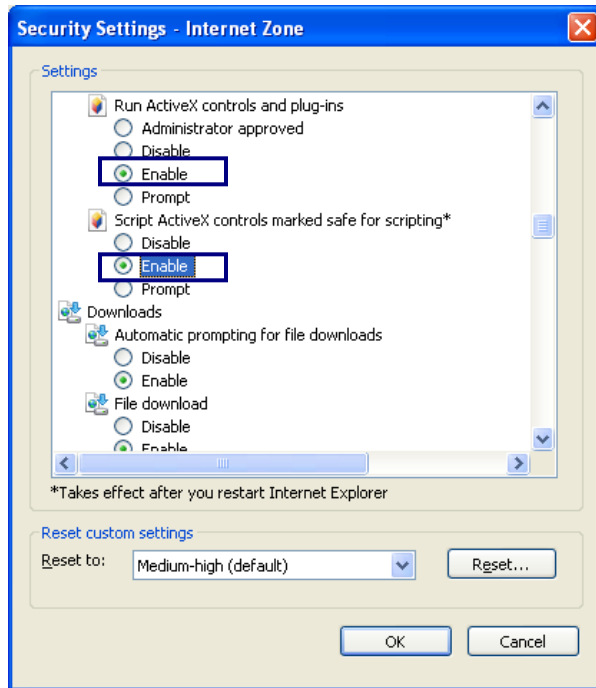 Security Settings - Internet Zone
Settings
Run ActiveX controls and plug-ins
Administrator approved
Disable
Enable
Prompt
Script ActiveX controls marked safe for scripting*
Disable
Enable
Prompt
Downloads
Automatic prompting for file downloads
Disable
Enable
File download
Disable
Enable
*Takes effect after you restart Internet Explorer
Reset custom settings
Reset to: Medium-high (default) Reset...
OK Cancel